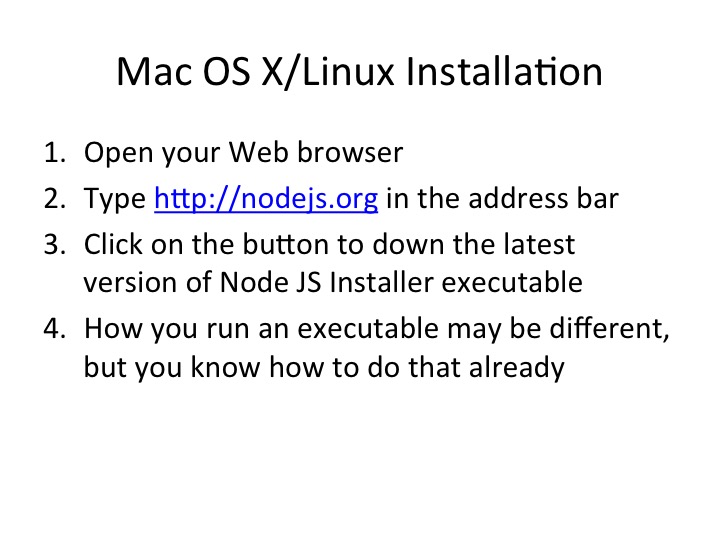 Mac OS X/Linux Installation
1. Open your Web browser
2. Type http://nodejs.org in the address bar
3. Click on the button to down the latest
version of Node JS Installer executable
4. How you run an executable may be different,
but you know how to do that already